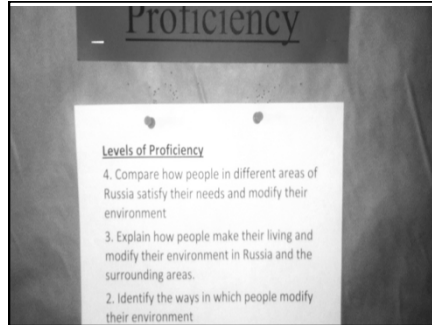 Proficiency
Levels of Proficiency
4. Compare how people in different areas of
Russia satisfy their needs and modify their
environment
3. Explain how people make their living and
modify their environment in Russia and the
surrounding areas.
2. Identify the ways in which people modify
their environment